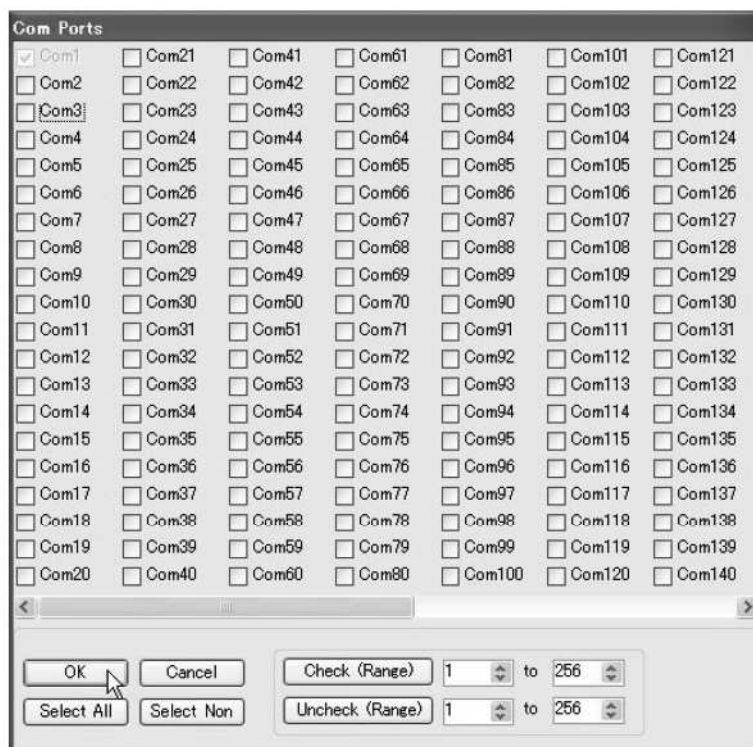 Com Ports
Com1 Com21 Com41 Com61 Com81 Com101 Com121
Com2 Com22 Com42 Com62 Com82 Com102 Com122
Com3 Com23 Com43 Com63 Com83 Com103 Com123
Com4 Com24 Com44 Com64 Com84 Com104 Com124
Com5 Com25 Com45 Com65 Com85 Com105 Com125
Com6 Com26 Com46 Com66 Com86 Com106 Com126
Com7 Com27 Com47 Com67 Com87 Com107 Com127
Com8 Com28 Com48 Com68 Com88 Com108 Com128
Com9 Com29 Com49 Com69 Com89 Com109 Com129
Com10 Com30 Com50 Com70 Com90 Com110 Com130
Com11 Com31 Com51 Com71 Com91 Com111 Com131
Com12 Com32 Com52 Com72 Com92 Com112 Com132
Com13 Com33 Com53 Com73 Com93 Com113 Com133
Com14 Com34 Com54 Com74 Com94 Com114 Com134
Com15 Com35 Com55 Com75 Com95 Com115 Com135
Com16 Com36 Com56 Com76 Com96 Com116 Com136
Com17 Com37 Com57 Com77 Com97 Com117 Com137
Com18 Com38 Com58 Com78 Com98 Com118 Com138
Com19 Com39 Com59 Com79 Com99 Com119 Com139
Com20 Com40 Com60 Com80 Com100 Com120 Com140
OK Cancel Check (Range) 1 to 256
Select All Select Non Uncheck (Range) 1 to 256